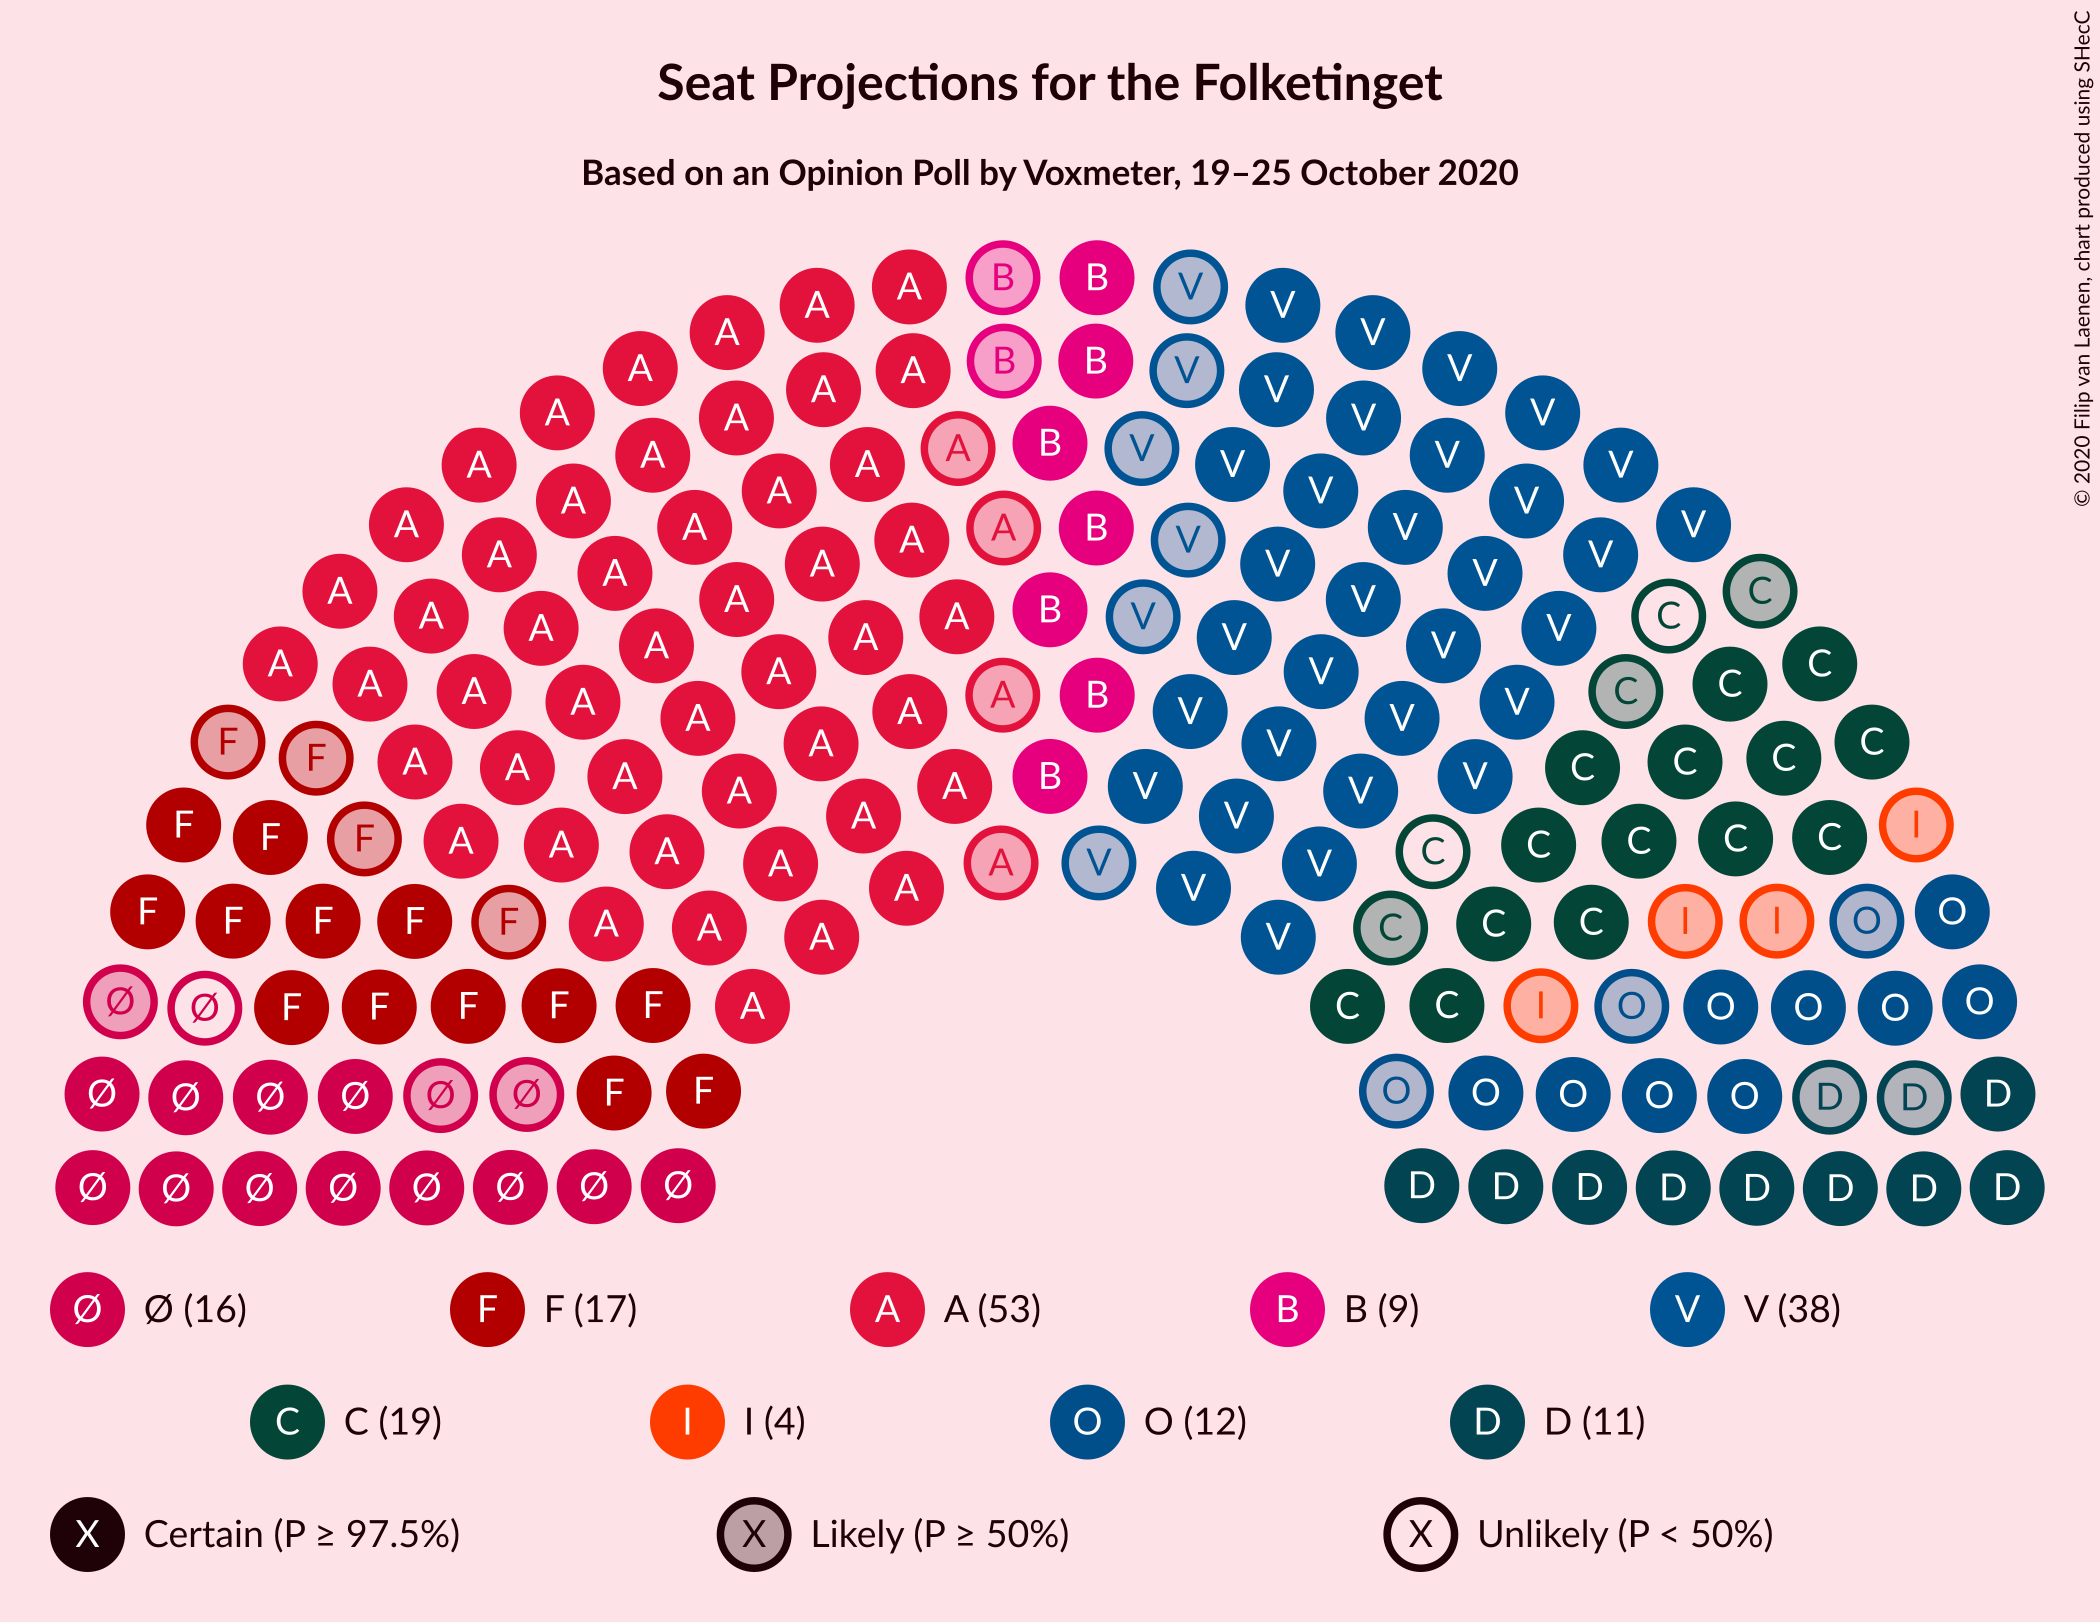 Seat Projections for the Folketinget
Based on an Opinion Poll by Voxmeter, 19–25 October 2020
© 2020 Filip van Laenen, chart produced using SHecC
B B
A A V V
A A V V
B B
A A V V
A A V V
A A B V V
A A A V V V
A A V V
A A A B V V V
A A V V
A A A A V V V V
A A A V V C C
A A B V V
A A A A V V V V
A A A A C C C
A A A A V V V V
F F A A A V V C C C C
A A A B V V V
A A A V V V
F F F A A A A A V V C C C C C I
A A V V
F F F F F A A A V C C C I I O O
Ø Ø F F F F F A C C I O O O O O
Ø Ø Ø Ø Ø Ø F F O O O O O D D D
Ø Ø Ø Ø Ø Ø Ø Ø D D D D D D D D
Ø Ø (16) F F (17) A A (53) B B (9) V V (38)
C C (19) I I (4) O O (12) D D (11)
X Certain (P ≥ 97.5%) X Likely (P ≥ 50%) X Unlikely (P < 50%)